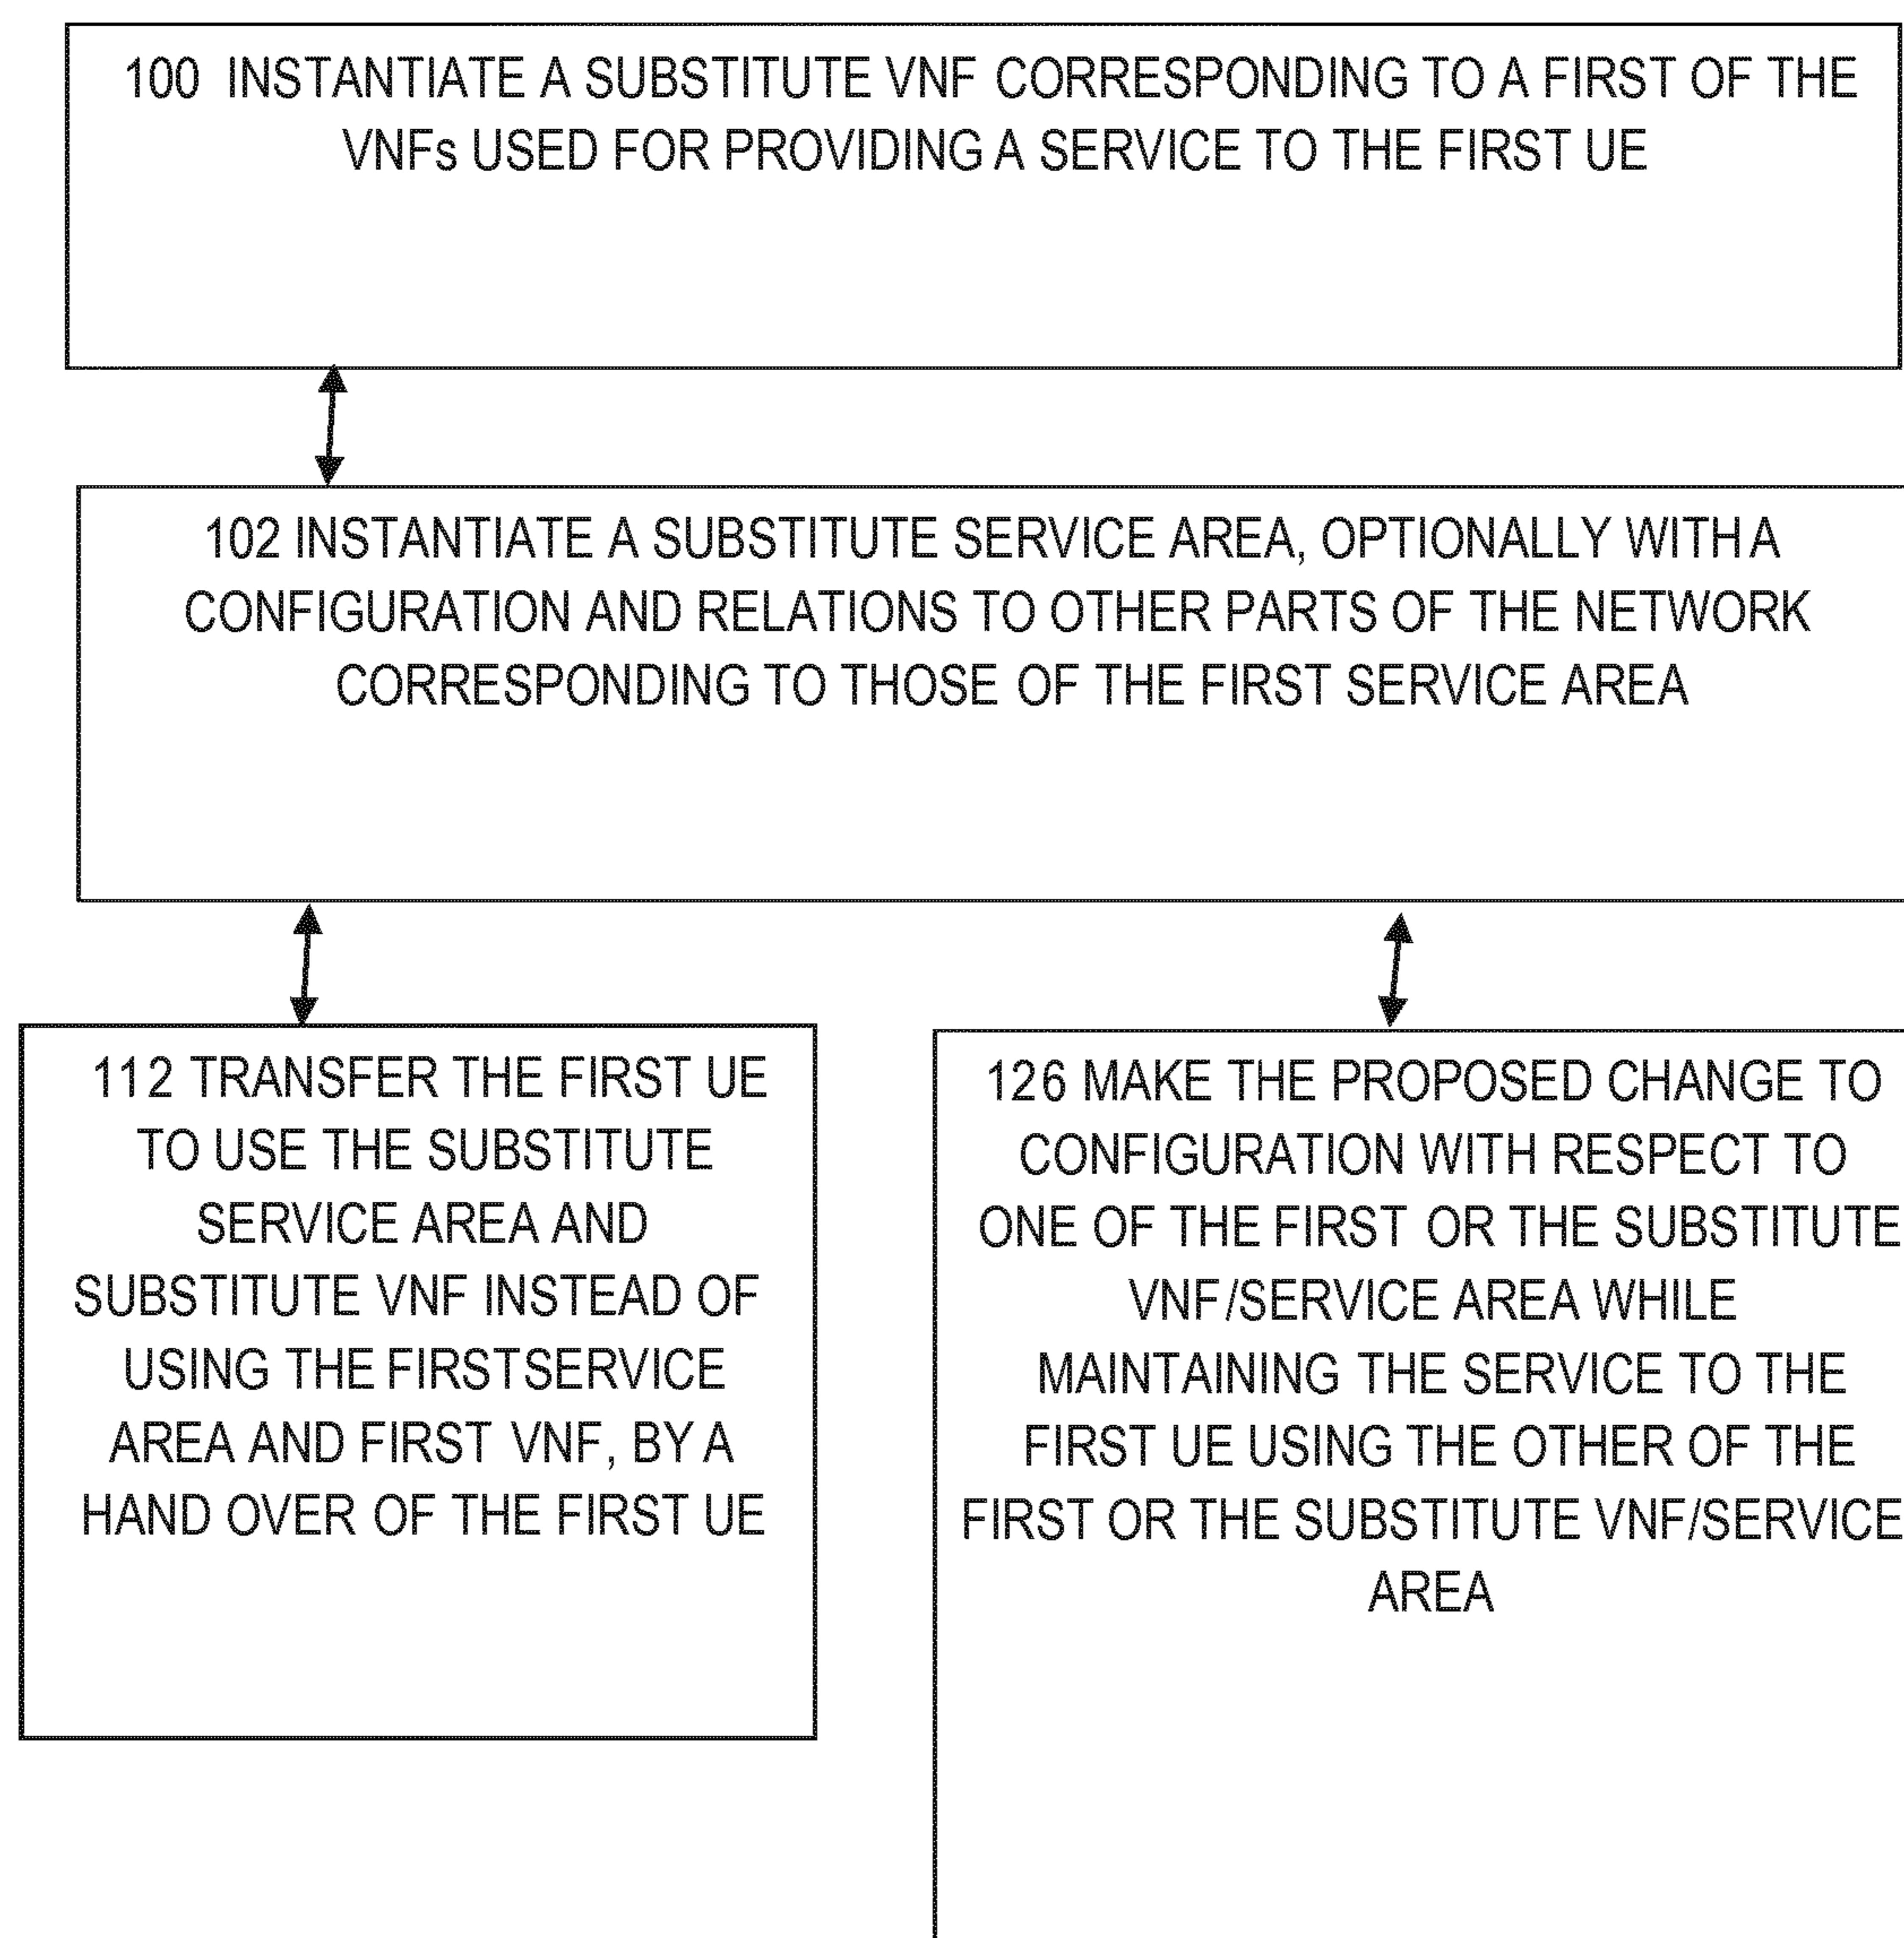 100 INSTANTIATE A SUBSTITUTE VNF CORRESPONDING TO A FIRST OF THE
VNFs USED FOR PROVIDING A SERVICE TO THE FIRST UE
102 INSTANTIATE A SUBSTITUTE SERVICE AREA, OPTIONALLY WITH A
CONFIGURATION AND RELATIONS TO OTHER PARTS OF THE NETWORK
CORRESPONDING TO THOSE OF THE FIRST SERVICE AREA
112 TRANSFER THE FIRST UE
TO USE THE SUBSTITUTE
SERVICE AREA AND
SUBSTITUTE VNF INSTEAD OF
USING THE FIRST SERVICE
AREA AND FIRST VNF, BY A
HAND OVER OF THE FIRST UE
126 MAKE THE PROPOSED CHANGE TO
CONFIGURATION WITH RESPECT TO
ONE OF THE FIRST OR THE SUBSTITUTE
VNF/SERVICE AREA WHILE
MAINTAINING THE SERVICE TO THE
FIRST UE USING THE OTHER OF THE
FIRST OR THE SUBSTITUTE VNF/SERVICE
AREA